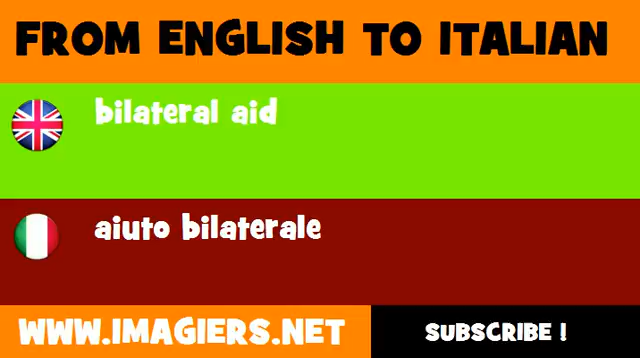 FROM ENGLISH TO ITALIAN
bilateral aid
aiuto bilaterale
WWW.IMAGIERS.NET
SUBSCRIBE !